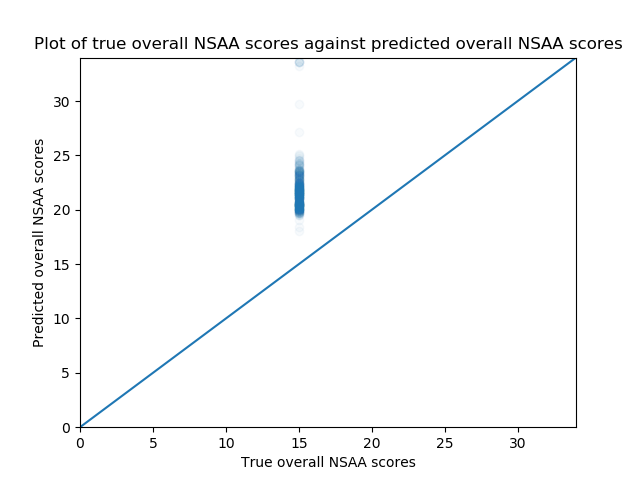 Plot of true overall NSAA scores against predicted overall NSAA scores
30
25
20
15
10
5
0
Predicted overall NSAA scores
0 5 10 15 20 25 30
True overall NSAA scores